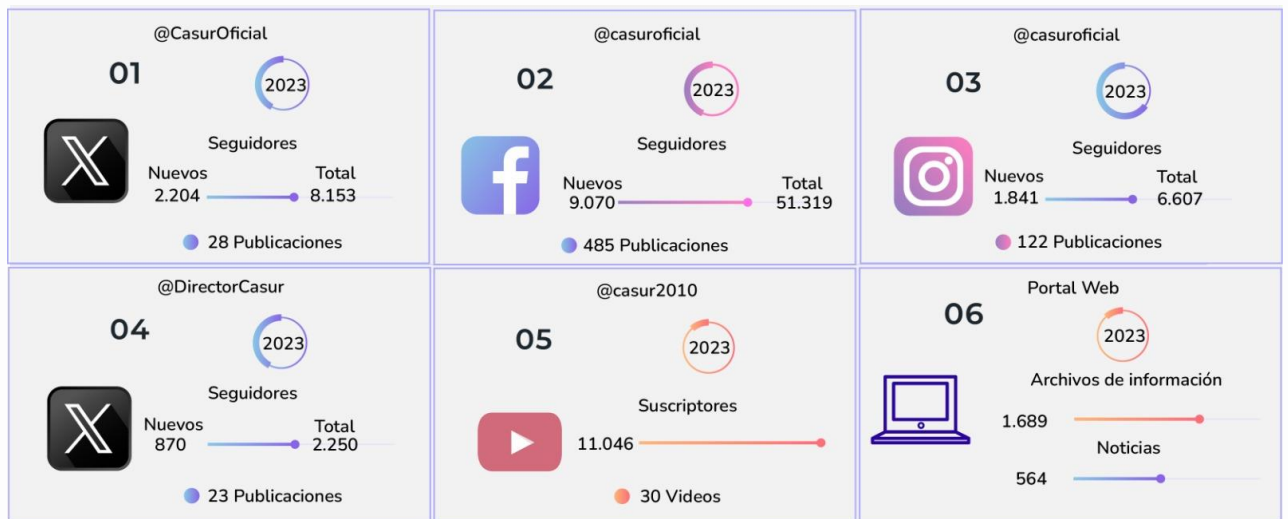 @CasurOficial
01
2023
Seguidores
Nuevos Total
2.204 8.153
28 Publicaciones
@casuroficial
02
2023
Seguidores
Nuevos Total
9.070 51.319
485 Publicaciones
@casuroficial
03
2023
Seguidores
Nuevos Total
1.841 6.607
122 Publicaciones
@DirectorCasur
04
2023
Seguidores
Nuevos Total
870 2.250
23 Publicaciones
@casur2010
05
2023
Suscriptores
11.046
30 Videos
Portal Web
06
2023
Archivos de información
1.689
Noticias
564